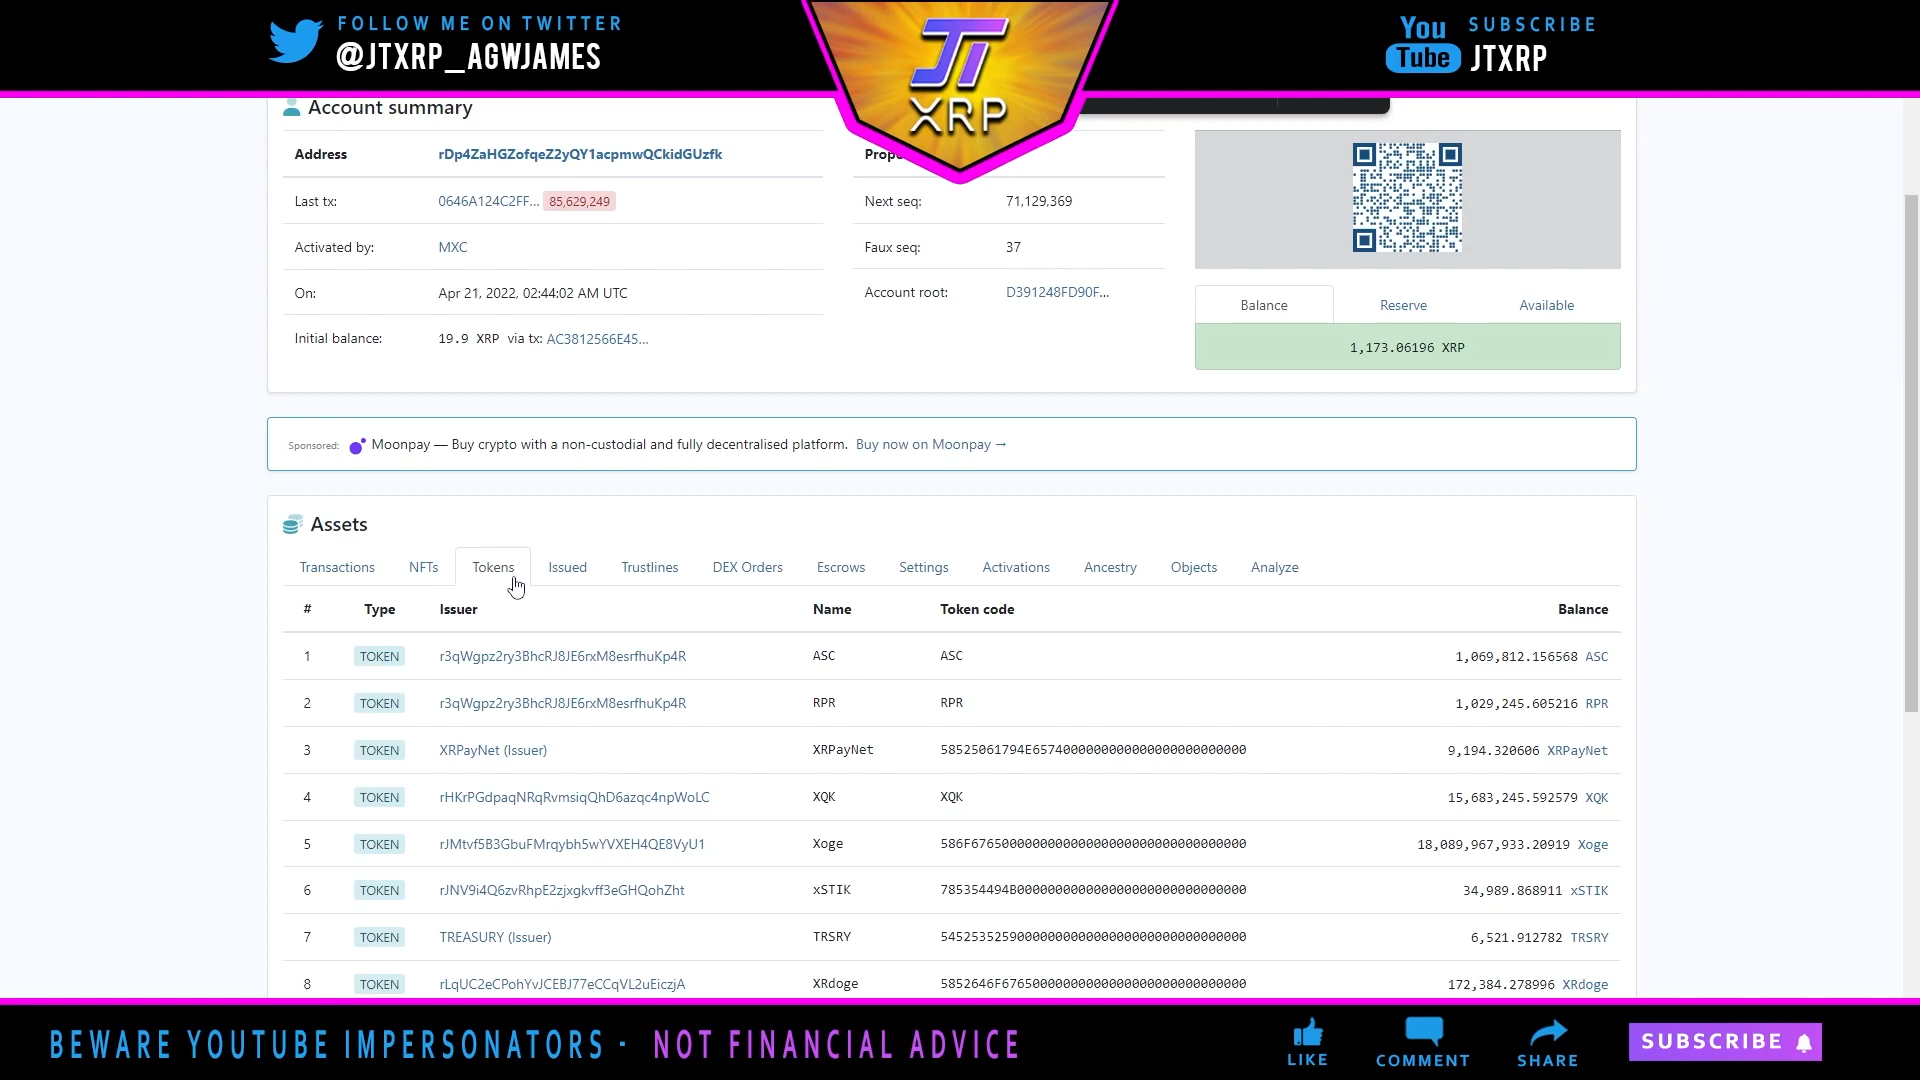 FOLLOW ME ON TWITTER
@JTXRP_AGWJAMES
JT
XRP
You Tube
SUBSCRIBE
JTXRP
Account summary
Address rDp4ZaHGZofqeZ2yQY1acpmwQCkidGUzfk
Last tx: 0646A124C2FF... 85,629,249
Activated by: MXC
On: Apr 21, 2022, 02:44:02 AM UTC
Initial balance: 19.9 XRP via tx: AC3812566E45...
Next seq: 71,129,369
Faux seq: 37
Account root: D391248FD90F...
Balance Reserve Available
1,173.06196 XRP
Sponsored: Moonpay — Buy crypto with a non-custodial and fully decentralised platform. Buy now on Moonpay →
Assets
Transactions NFTs Tokens Issued Trustlines DEX Orders Escrows Settings Activations Ancestry Objects Analyze
# Type Issuer Name Token code Balance
1 TOKEN r3qWgpz2ry3BhcRJ8JE6rxM8esrfhuKp4R ASC ASC 1,069,812.156568 ASC
2 TOKEN r3qWgpz2ry3BhcRJ8JE6rxM8esrfhuKp4R RPR RPR 1,029,245.605216 RPR
3 TOKEN XRPayNet (Issuer) XRPayNet 58525061794E6574000000000000000000000000 9,194.320606 XRPayNet
4 TOKEN rHKrPGdpaqNRqRvmsiqQhD6azqc4npWoLC XQK XQK 15,683,245.592579 XQK
5 TOKEN rJMtvf5B3GbuFMrqybh5wYVXEH4QE8VyU1 Xoge 586F676500000000000000000000000000000000 18,089,967,933.20919 Xoge
6 TOKEN rJNV9i4Q6zvRhpE2zjxgkvff3eGHQohZht xSTIK 785354494B000000000000000000000000000000 34,989.868911 xSTIK
7 TOKEN TREASURY (Issuer) TRSRY 5452535259000000000000000000000000000000 6,521.912782 TRSRY
8 TOKEN rLqUC2eCPohYvJCEBJ77eCCqVL2uEiczjA XRdoge 5852646F67650000000000000000000000000000 172,384.278996 XRdoge
BEWARE YOUTUBE IMPERSONATORS - NOT FINANCIAL ADVICE
LIKE COMMENT SHARE SUBSCRIBE